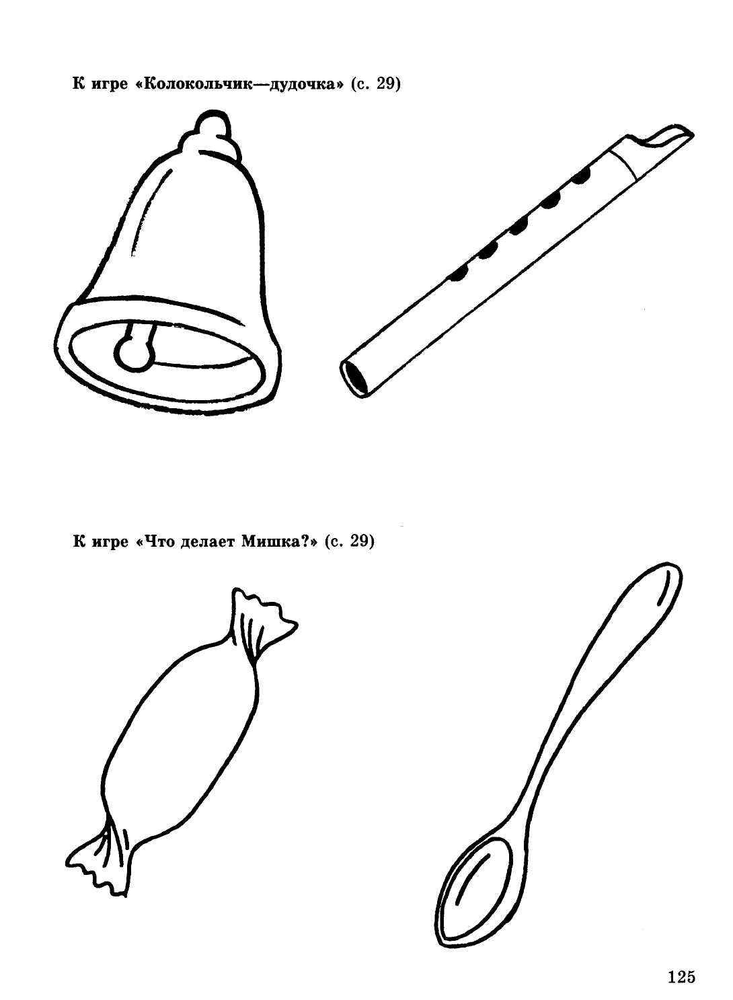 К игре «Колокольчик—дудочка» (с. 29)
К игре «Что делает Мишка?» (с. 29)
125